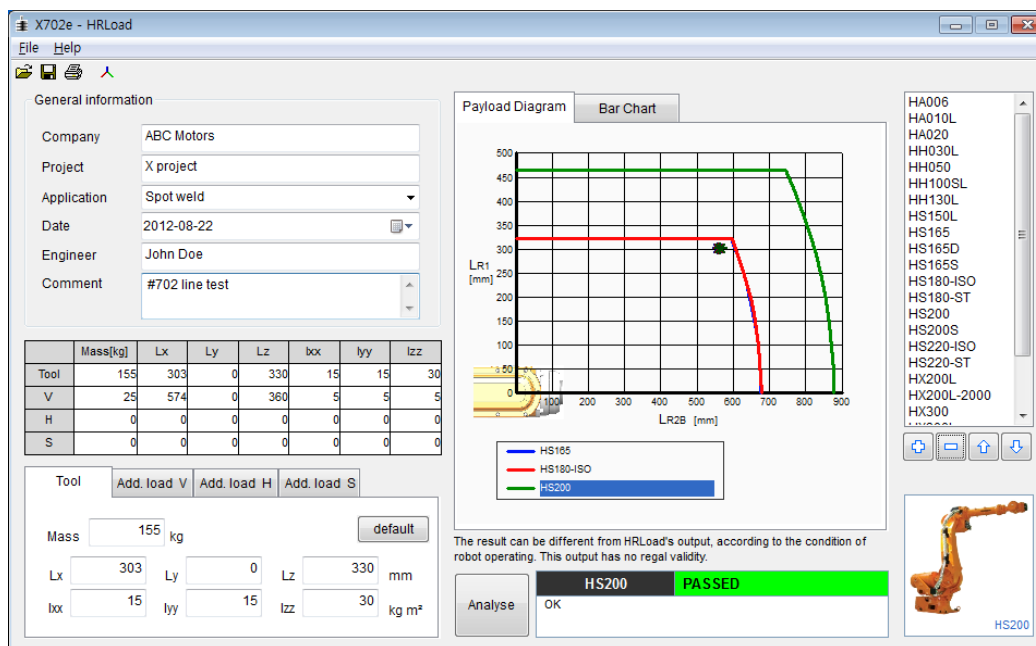 X702e - HRLoad
File Help
General information
Company ABC Motors
Project X project
Application Spot weld
Date 2012-08-22
Engineer John Doe
Comment #702 line test
Mass[kg] Lx Ly Lz Ixx Iyy Izz
Tool 155 303 0 330 15 15 30
V 25 574 0 360 5 5 5
H 0 0 0 0 0 0 0
S 0 0 0 0 0 0 0
Tool Add. load V Add. load H Add. load S
Mass 155 kg default
Lx 303 Ly 0 Lz 330 mm
Ixx 15 Iyy 15 Izz 30 kg m²
Payload Diagram Bar Chart
500
450
400
350
300
250
200
150
100
50
0
LR1
[mm]
100 200 300 400 500 600 700 800 900
LR2B [mm]
HS165
HS180-ISO
HS200
The result can be different from HRLoad's output, according to the condition of
robot operating. This output has no regal validity.
Analyse
HS200 PASSED
OK
HA006
HA010L
HA020
HH030L
HH050
HH100SL
HH130L
HS150L
HS165
HS165D
HS165S
HS180-ISO
HS180-ST
HS200
HS200S
HS220-ISO
HS220-ST
HX200L
HX200L-2000
HX300
HS200